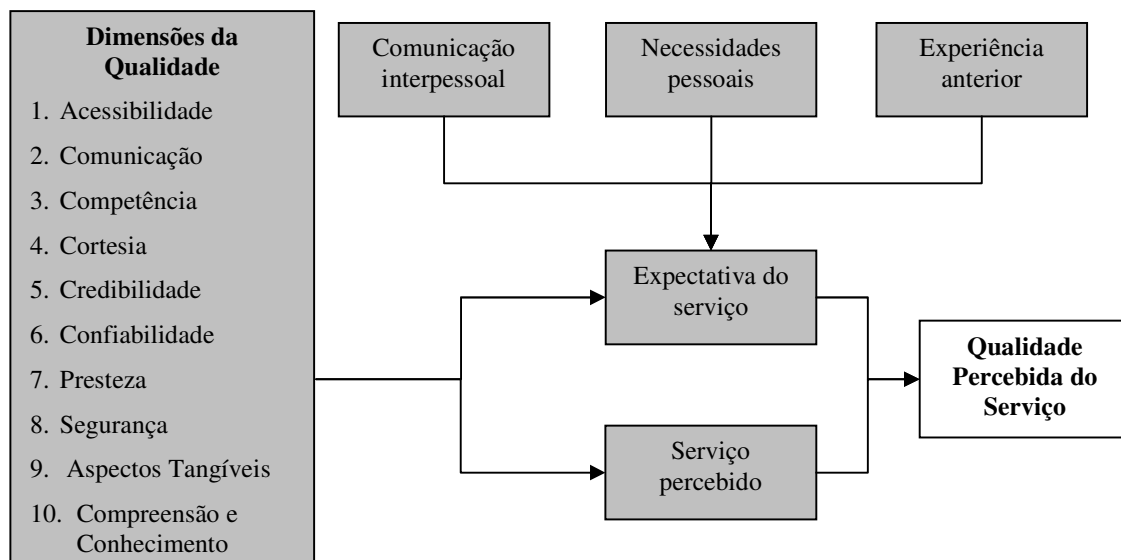 Dimensões da
Qualidade
1. Acessibilidade
2. Comunicação
3. Competência
4. Cortesia
5. Credibilidade
6. Confiabilidade
7. Presteza
8. Segurança
9. Aspectos Tangíveis
10. Compreensão e
Conhecimento
Comunicação
interpessoal
Necessidades
pessoais
Experiência
anterior
Expectativa do
serviço
Serviço
percebido
Qualidade
Percebida do
Serviço